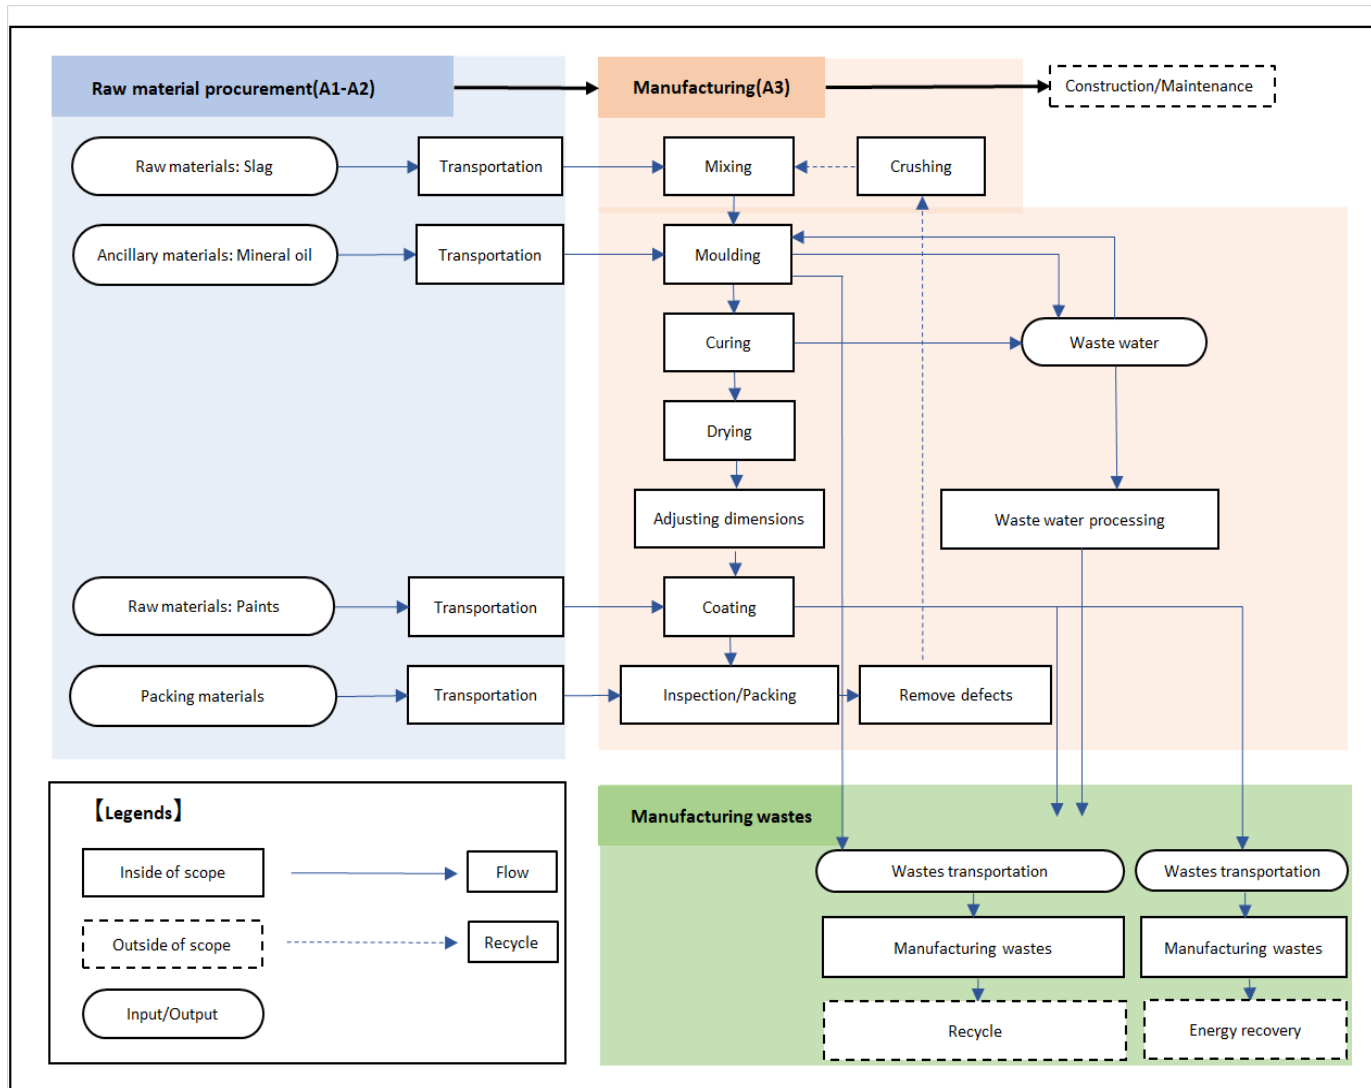 Raw material procurement(A1-A2)
Manufacturing(A3)
Construction/Maintenance
Raw materials: Slag
Transportation
Mixing
Crushing
Ancillary materials: Mineral oil
Transportation
Moulding
Curing
Waste water
Drying
Adjusting dimensions
Waste water processing
Raw materials: Paints
Transportation
Coating
Packing materials
Transportation
Inspection/Packing
Remove defects
【Legends】
Inside of scope
Flow
Outside of scope
Recycle
Input/Output
Manufacturing wastes
Wastes transportation
Wastes transportation
Manufacturing wastes
Manufacturing wastes
Recycle
Energy recovery